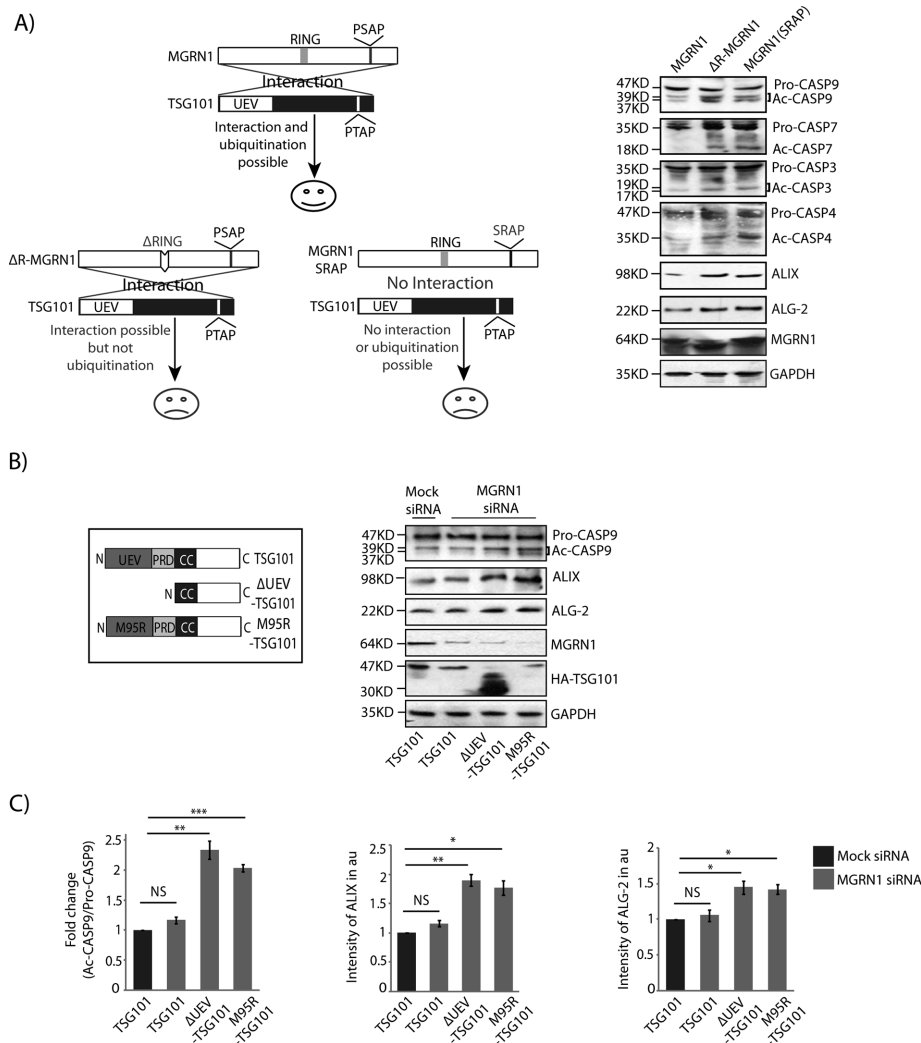 A)
PSAP
RING
MGRN1
Interaction
TSG101
UEV
PTAP
Interaction and
ubiquitination
possible
ΔRING
PSAP
ΔR-MGRN1
Interaction
TSG101
UEV
PTAP
Interaction possible
but not
ubiquitination
RING
SRAP
MGRN1
SRAP
No Interaction
TSG101
UEV
PTAP
No interaction
or ubiquitination
possible
MGRN1
ΔR-MGRN1
MGRN1(SRAP)
47KD
39KD
37KD
Pro-CASP9
Ac-CASP9
35KD
18KD
Pro-CASP7
Ac-CASP7
35KD
19KD
17KD
Pro-CASP3
Ac-CASP3
47KD
35KD
Pro-CASP4
Ac-CASP4
98KD
ALIX
22KD
ALG-2
64KD
MGRN1
35KD
GAPDH
B)
N UEV PRD CC C TSG101
N CC C ΔUEV
-TSG101
N M95R PRD CC C M95R
-TSG101
Mock
siRNA
MGRN1
siRNA
47KD
39KD
37KD
Pro-CASP9
Ac-CASP9
98KD
ALIX
22KD
ALG-2
64KD
MGRN1
47KD
30KD
HA-TSG101
35KD
GAPDH
TSG101
TSG101
ΔUEV
-TSG101
M95R
-TSG101
C)
Fold change
(Ac-CASP9/Pro-CASP9)
2.5
2
1.5
1
0.5
0
***
**
NS
TSG101
TSG101
ΔUEV
-TSG101
M95R
-TSG101
Intensity of ALIX in au
2.5
2
1.5
1
0.5
0
*
**
NS
TSG101
TSG101
ΔUEV
-TSG101
M95R
-TSG101
Intensity of ALG-2 in au
2
1.5
1
0.5
0
*
*
NS
TSG101
TSG101
ΔUEV
-TSG101
M95R
-TSG101
Mock siRNA
MGRN1 siRNA